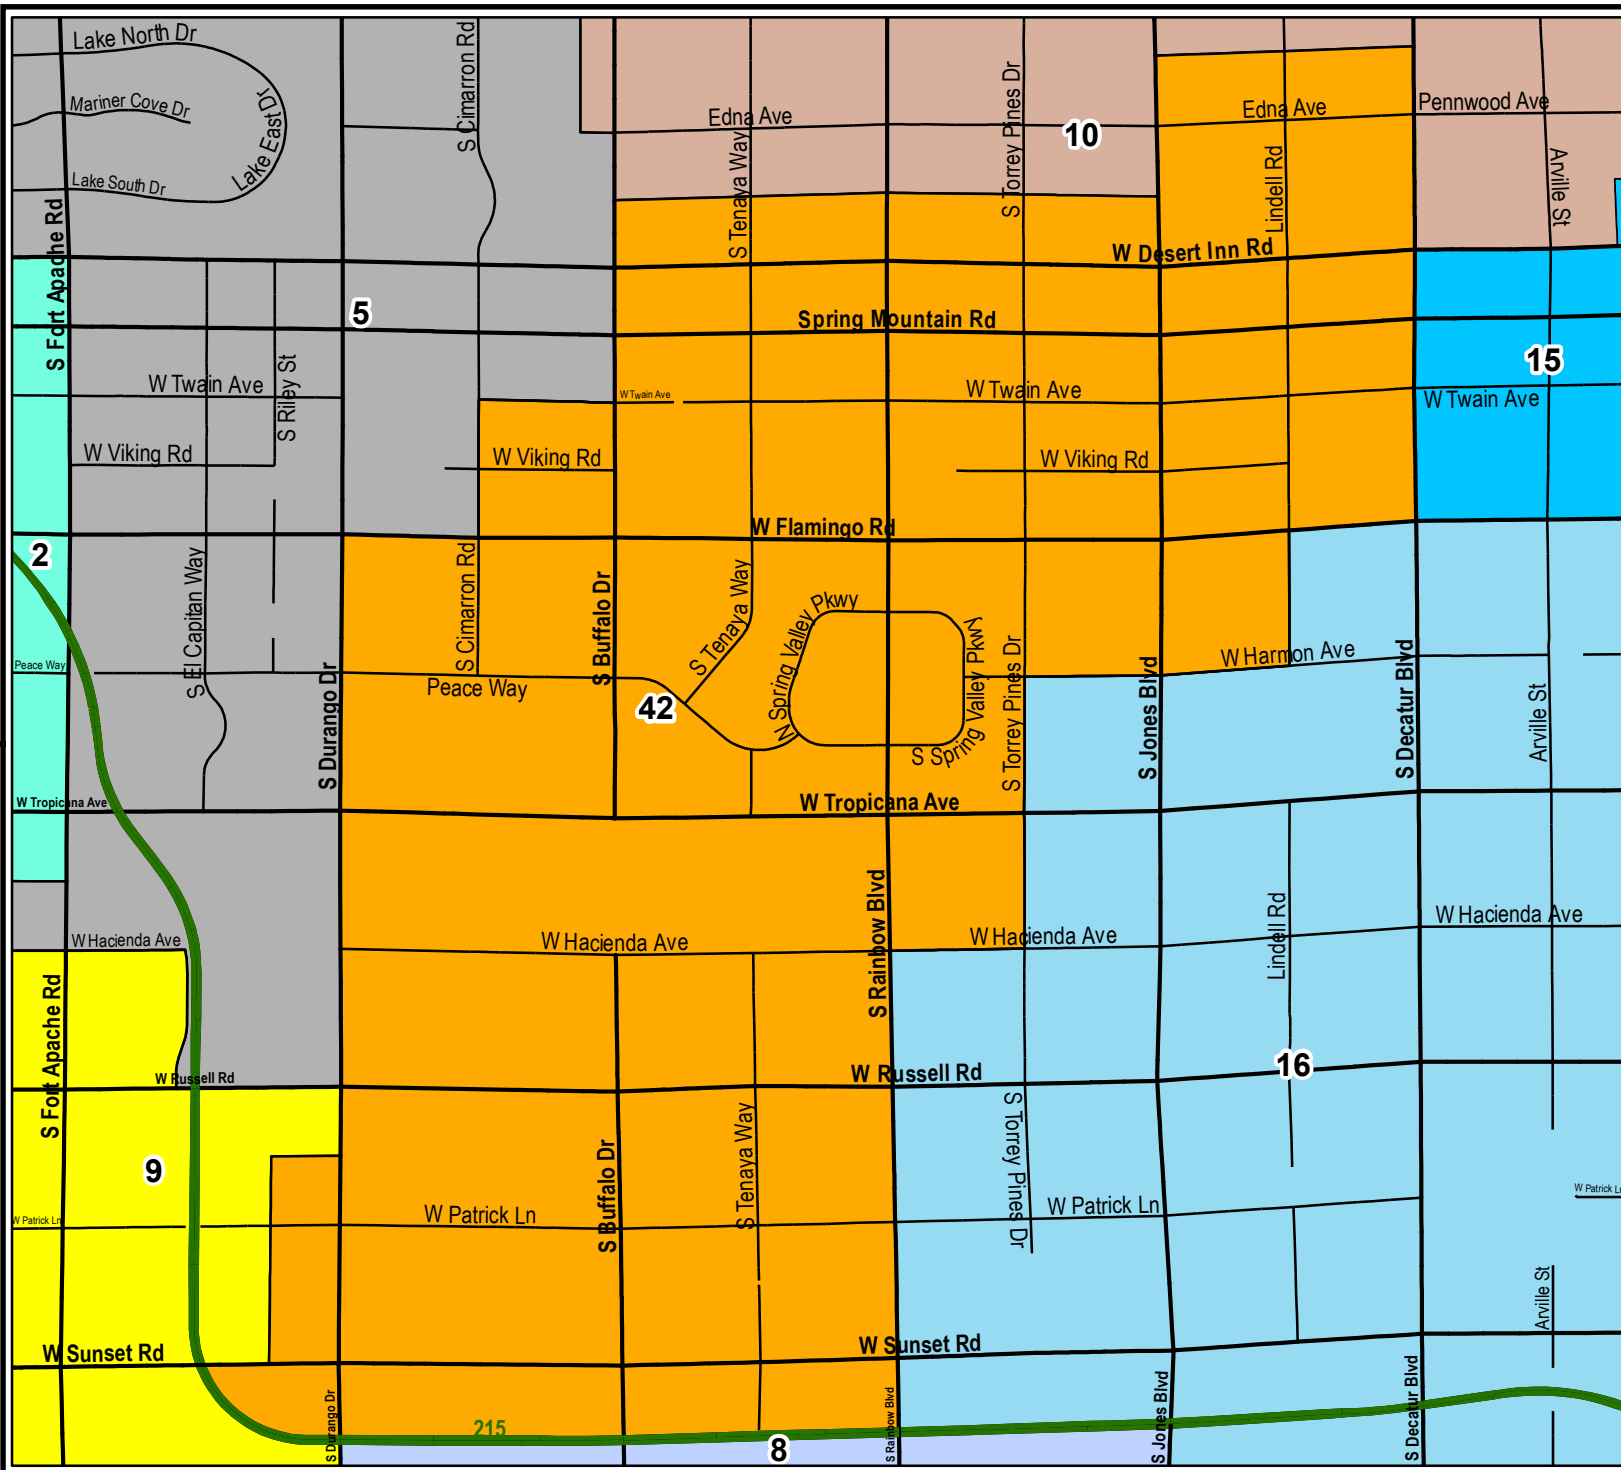 Lake North Dr
S Cimarron Rd
Mariner Cove Dr
Lake East Dr
Lake South Dr
Edna Ave
S Tenaya Way
S Torrey Pines Dr
10
Edna Ave
Pennwood Ave
Lindell Rd
Arville St
S Fort Apache Rd
W Desert Inn Rd
5
Spring Mountain Rd
15
W Twain Ave
S Riley St
W Twain Ave
W Twain Ave
W Twain Ave
W Viking Rd
W Viking Rd
W Viking Rd
W Flamingo Rd
2
S El Capitan Way
S Cimarron Rd
S Buffalo Dr
S Tenaya Way
N Spring Valley Pkwy
S Spring Valley Pkwy
S Torrey Pines Dr
W Harmon Ave
Peace Way
Peace Way
S Durango Dr
42
S Jones Blvd
S Decatur Blvd
Arville St
W Tropicana Ave
W Tropicana Ave
S Rainbow Blvd
W Hacienda Ave
W Hacienda Ave
W Hacienda Ave
W Hacienda Ave
Lindell Rd
S Fort Apache Rd
W Russell Rd
W Russell Rd
16
9
S Buffalo Dr
S Tenaya Way
S Torrey Pines Dr
W Patrick Ln
W Patrick Ln
W Patrick Ln
W Patrick Ln
Arville St
W Sunset Rd
W Sunset Rd
S Durango Dr
215
8
S Rainbow Blvd
S Jones Blvd
S Decatur Blvd